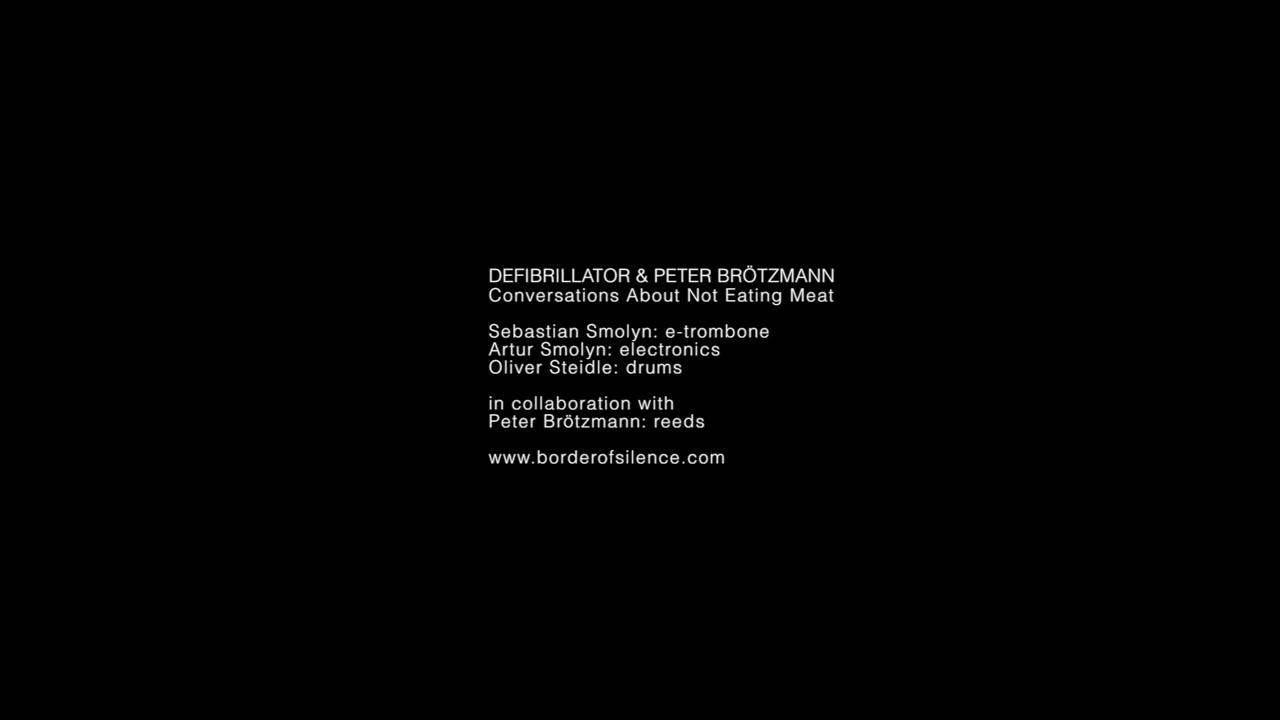 DEFIBRILLATOR & PETER BRÖTZMANN
Conversations About Not Eating Meat
Sebastian Smolyn: e-trombone
Artur Smolyn: electronics
Oliver Steidle: drums
in collaboration with
Peter Brötzmann: reeds
www.borderofsilence.com